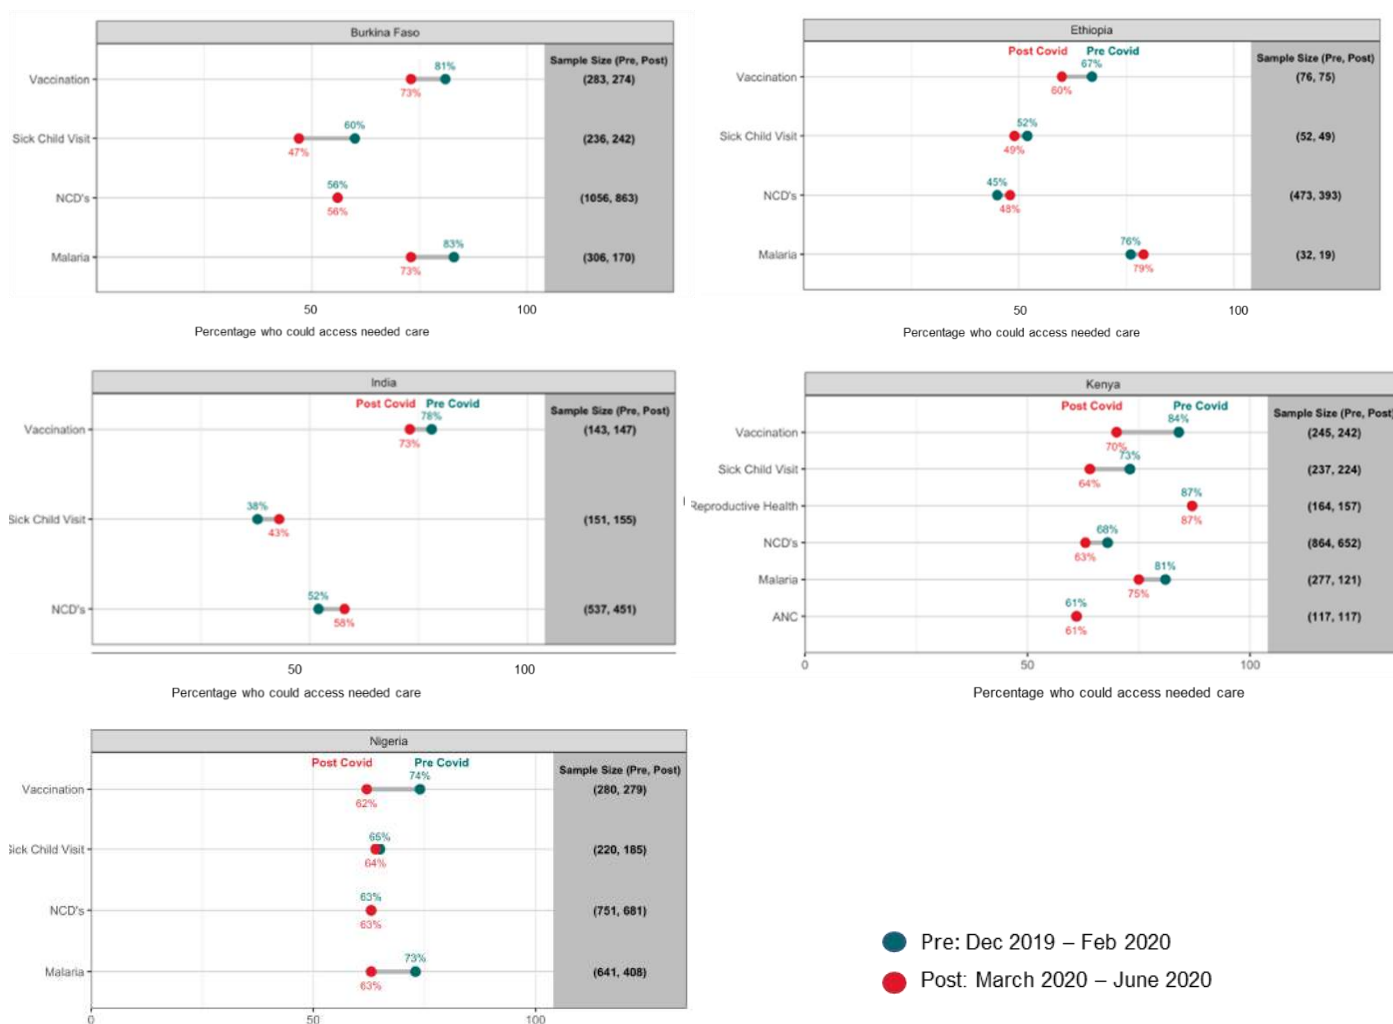 Burkina Faso
Sample Size (Pre, Post)
Vaccination
81%
73%
(283, 274)
Sick Child Visit
60%
47%
(236, 242)
NCD's
56%
56%
(1056, 863)
Malaria
83%
73%
(306, 170)
50
100
Percentage who could access needed care
Ethiopia
Post Covid
Pre Covid
Sample Size (Pre, Post)
Vaccination
67%
60%
(76, 75)
Sick Child Visit
52%
49%
(52, 49)
NCD's
45%
48%
(473, 393)
Malaria
76%
79%
(32, 19)
50
100
Percentage who could access needed care
India
Post Covid
Pre Covid
Sample Size (Pre, Post)
Vaccination
78%
73%
(143, 147)
Sick Child Visit
38%
43%
(151, 155)
NCD's
52%
58%
(537, 451)
50
100
Percentage who could access needed care
Kenya
Post Covid
Pre Covid
Sample Size (Pre, Post)
Vaccination
84%
70%
(245, 242)
Sick Child Visit
73%
64%
(237, 224)
Reproductive Health
87%
87%
(164, 157)
NCD's
68%
63%
(864, 652)
Malaria
81%
75%
(277, 121)
ANC
61%
61%
(117, 117)
0
50
100
Percentage who could access needed care
Nigeria
Post Covid
Pre Covid
Sample Size (Pre, Post)
Vaccination
74%
62%
(280, 279)
ick Child Visit
65%
64%
(220, 185)
NCD's
63%
63%
(751, 681)
Malaria
73%
63%
(641, 408)
0
50
100
Pre: Dec 2019 – Feb 2020
Post: March 2020 – June 2020